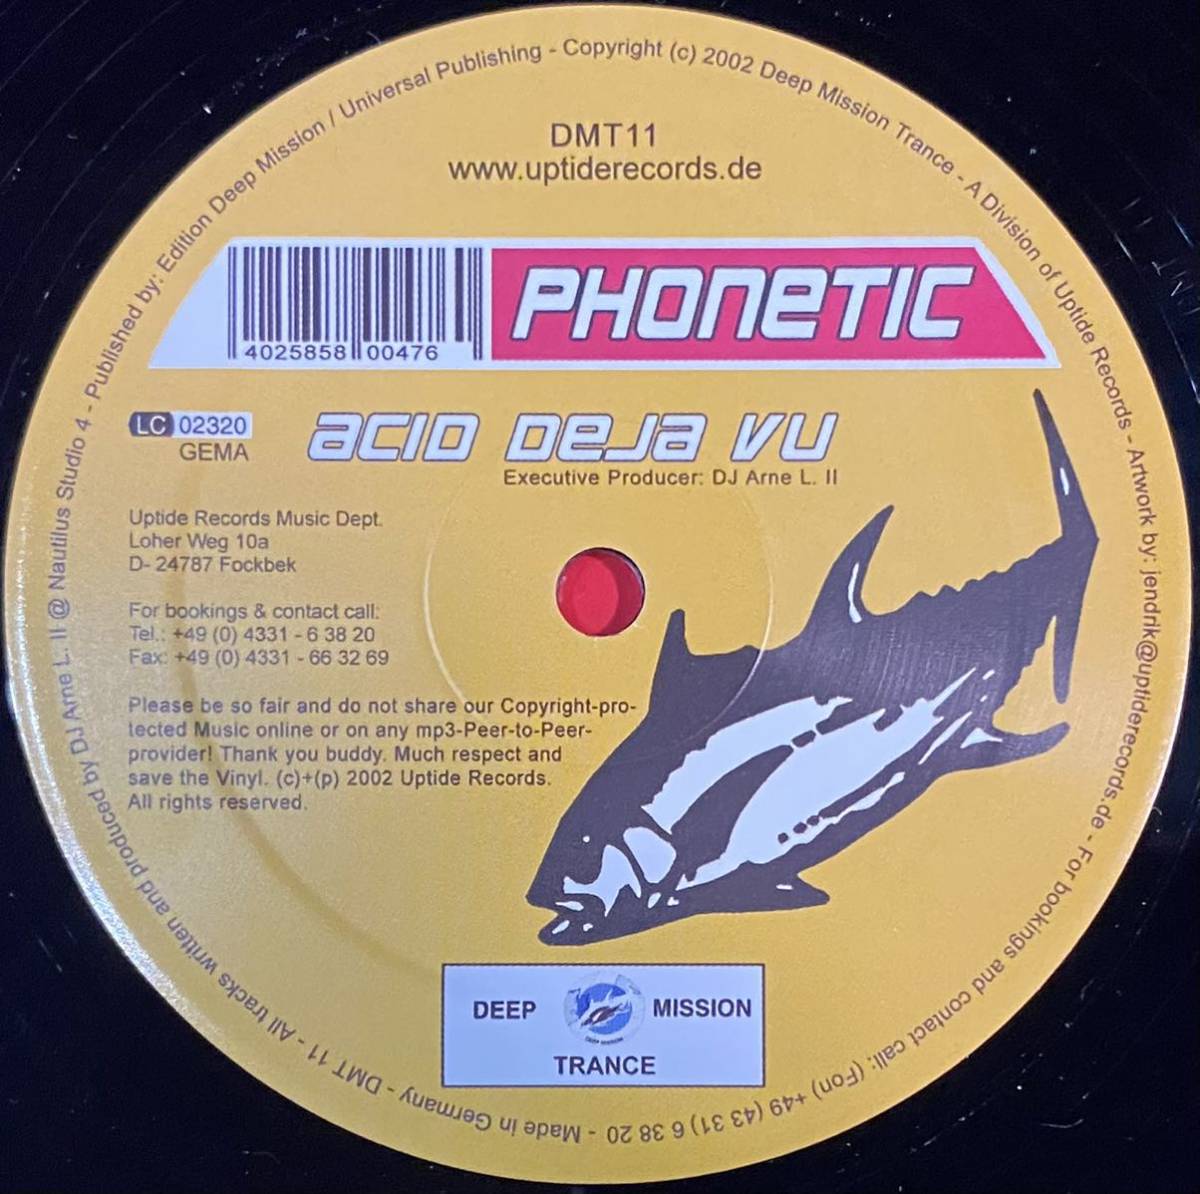 DMT11
www.uptiderecords.de
4025858 00476
PHONETIC
LC 02320
GEMA
ACID DEJA VU
Executive Producer: DJ Arne L. II
Uptide Records Music Dept.
Loher Weg 10a
D- 24787 Fockbek
For bookings & contact call:
Tel.: +49 (0) 4331 - 6 38 20
Fax: +49 (0) 4331 - 66 32 69
Please be so fair and do not share our Copyright-pro-
tected Music online or on any mp3-Peer-to-Peer-
provider! Thank you buddy. Much respect and
save the Vinyl. (c)+(p) 2002 Uptide Records.
All rights reserved.
DEEP MISSION
DEEP MISSION
TRANCE
DMT 11 - All tracks written and produced by DJ Arne L. II @ Nautilus Studio 4 - Published by: Edition Deep Mission / Universal Publishing - Copyright (c) 2002 Deep Mission Trance - A Division of Uptide Records - Artwork by: jendrik@uptiderecords.de - For bookings and contact call: (Fon) +49 (43 31) 6 38 20 - Made in Germany -